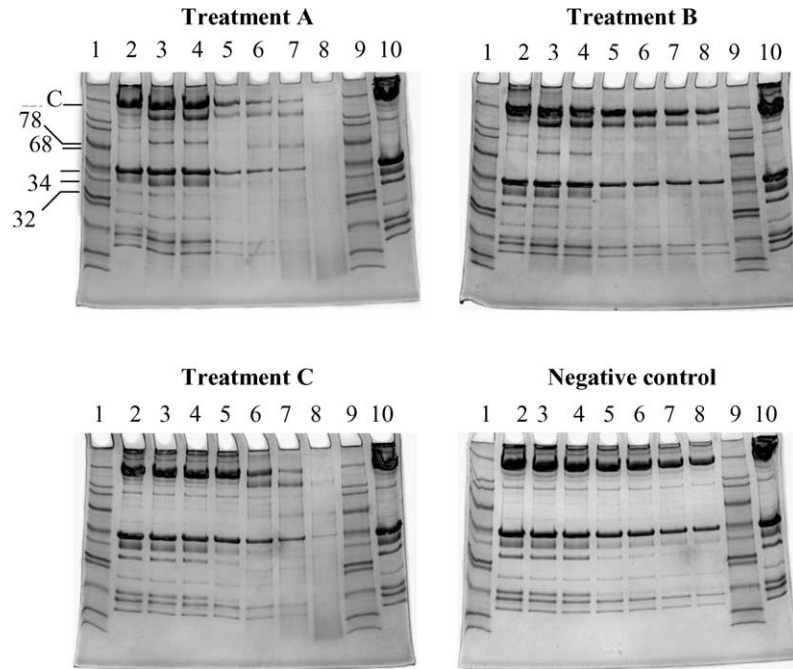 Treatment A
1 2 3 4 5 6 7 8 9 10
C
78
68
34
32
Treatment B
1 2 3 4 5 6 7 8 9 10
Treatment C
1 2 3 4 5 6 7 8 9 10
Negative control
1 2 3 4 5 6 7 8 9 10